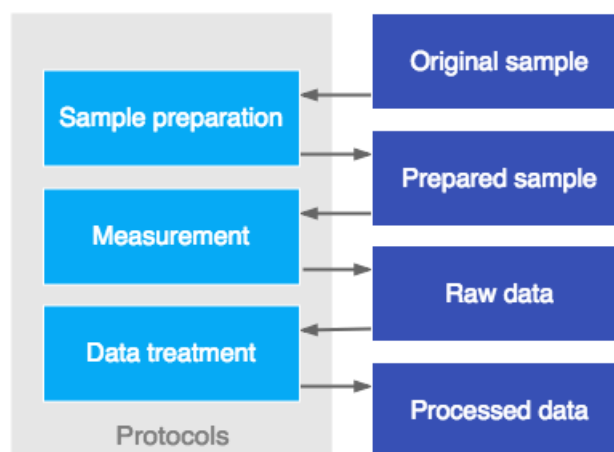 Original sample
Sample preparation
Prepared sample
Measurement
Raw data
Data treatment
Processed data
Protocols